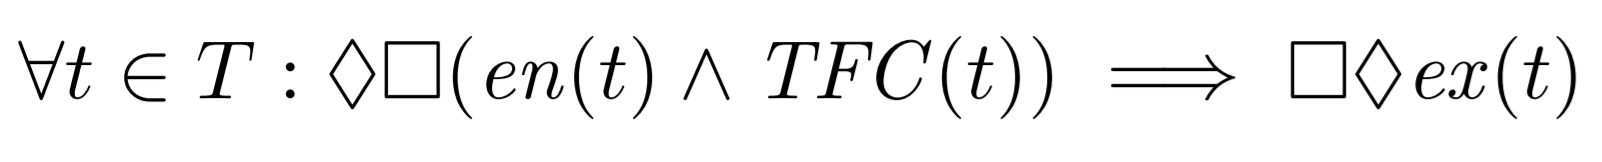 ∀t ∈ T : ◇□(en(t) ∧ TFC(t)) ⟹ □◇ex(t)